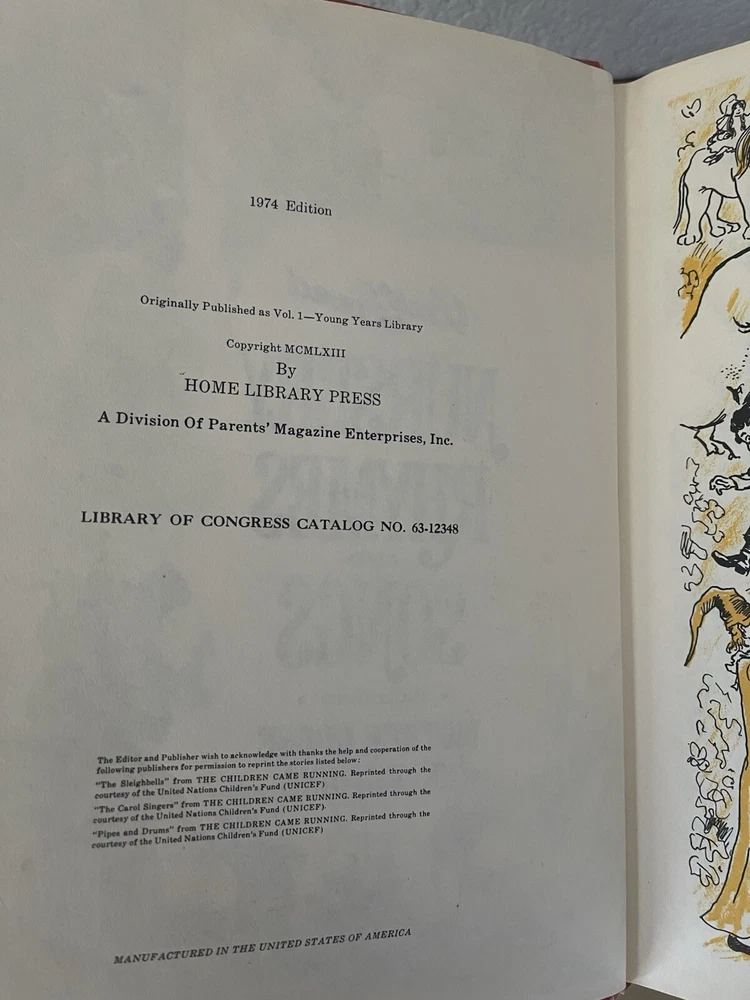 1974 Edition
Originally Published as Vol. 1—Young Years Library
Copyright MCMLXIII
By
HOME LIBRARY PRESS
A Division Of Parents' Magazine Enterprises, Inc.
LIBRARY OF CONGRESS CATALOG NO. 63-12348
The Editor and Publisher wish to acknowledge with thanks the help and cooperation of the
following publishers for permission to reprint the stories listed below:
"The Sleighbells" from THE CHILDREN CAME RUNNING. Reprinted through the
courtesy of the United Nations Children's Fund (UNICEF)
"The Carol Singers" from THE CHILDREN CAME RUNNING. Reprinted through the
courtesy of the United Nations Children's Fund (UNICEF).
"Pipes and Drums" from THE CHILDREN CAME RUNNING. Reprinted through the
courtesy of the United Nations Children's Fund (UNICEF)
MANUFACTURED IN THE UNITED STATES OF AMERICA